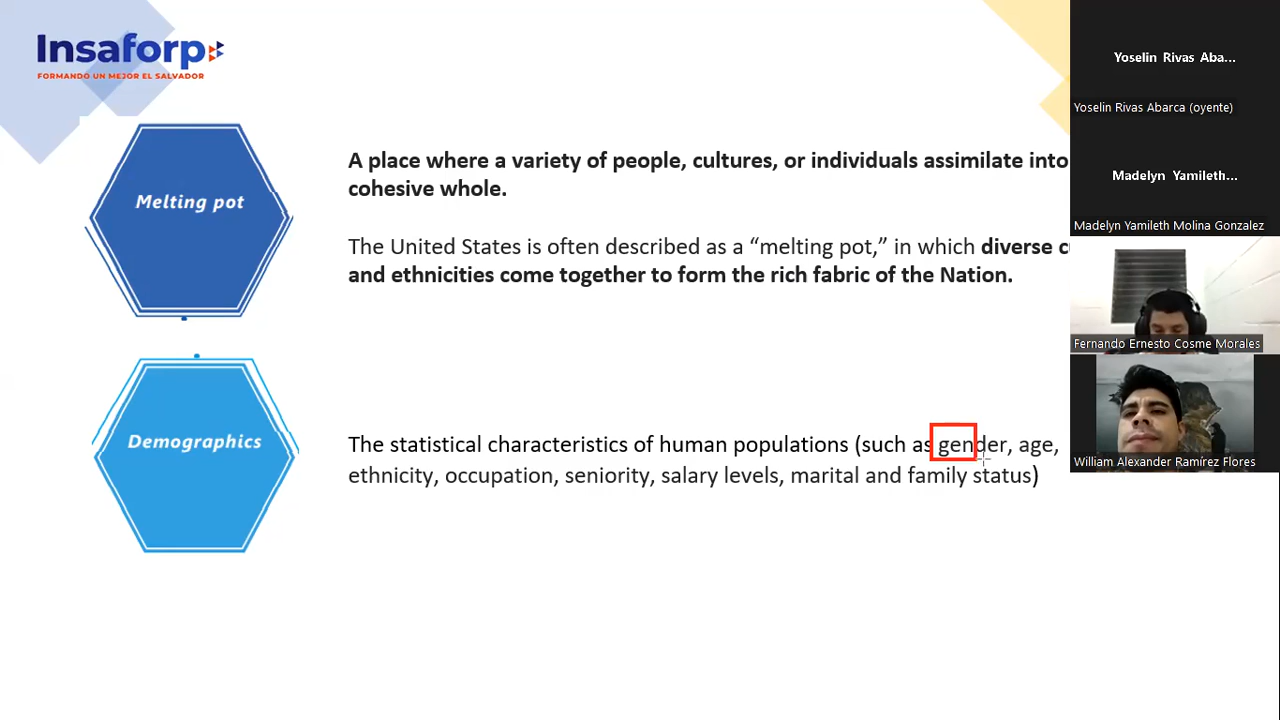 Insaforp
FORMANDO UN MEJOR EL SALVADOR
Melting pot
A place where a variety of people, cultures, or individuals assimilate into
cohesive whole.
The United States is often described as a “melting pot,” in which diverse
and ethnicities come together to form the rich fabric of the Nation.
Demographics
The statistical characteristics of human populations (such as gender, age,
ethnicity, occupation, seniority, salary levels, marital and family status)
Yoselin Rivas Aba...
Yoselin Rivas Abarca (oyente)
Madelyn Yamileth...
Madelyn Yamileth Molina Gonzalez
Fernando Ernesto Cosme Morales
William Alexander Ramírez Flores